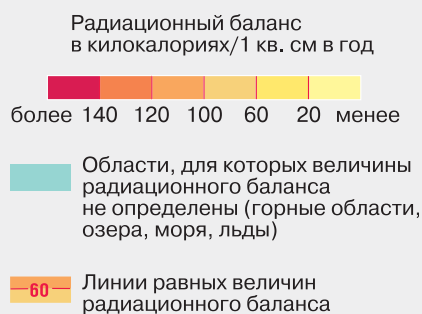 Радиационный баланс
в килокалориях/1 кв. см в год
более 140 120 100 60 20 менее
Области, для которых величины
радиационного баланса
не определены (горные области,
озера, моря, льды)
60
Линии равных величин
радиационного баланса